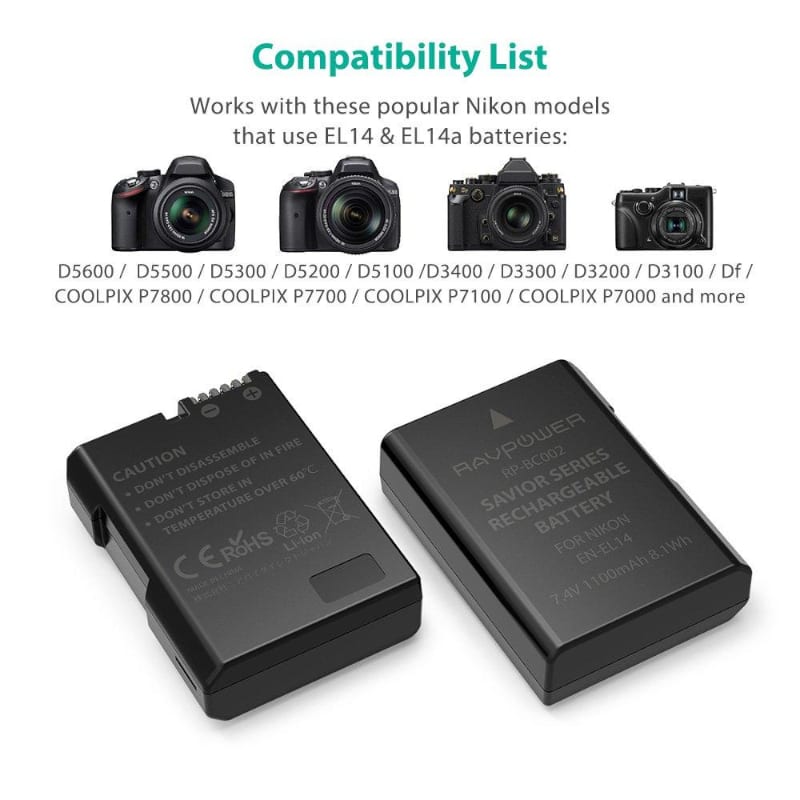 Compatibility List
Works with these popular Nikon models
that use EL14 & EL14a batteries:
D5600 / D5500 / D5300 / D5200 / D5100 /D3400 / D3300 / D3200 / D3100 / Df /
COOLPIX P7800 / COOLPIX P7700 / COOLPIX P7100 / COOLPIX P7000 and more
CAUTION
• DON'T DISASSEMBLE
• DON'T DISPOSE OF IN FIRE
• DON'T STORE IN
TEMPERATURE OVER 60°C
CE ROHS Li-ion
MADE IN CHINA
RAVPOWER
RP-BC002
SAVIOR SERIES
RECHARGEABLE
BATTERY
FOR NIKON
EN-EL14
7.4V 1100mAh 8.1Wh